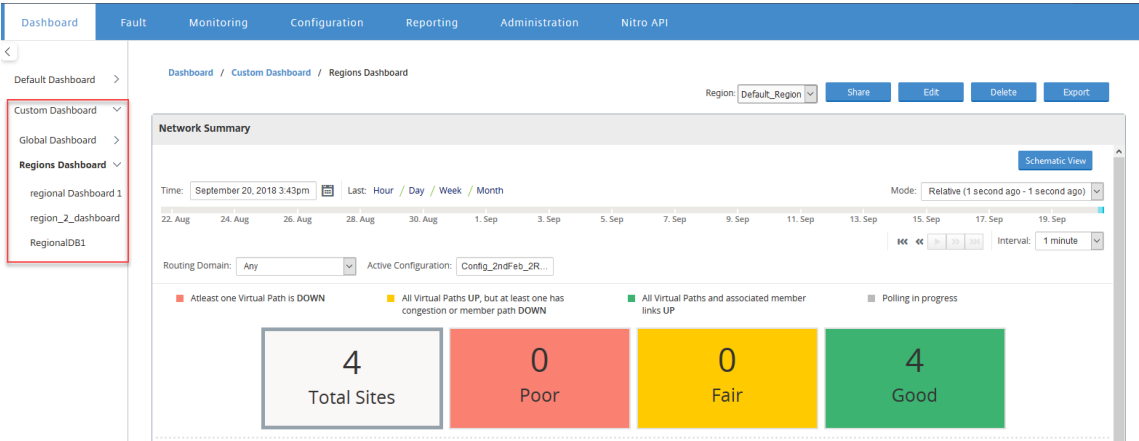 Dashboard Fault Monitoring Configuration Reporting Administration Nitro API
Default Dashboard
Custom Dashboard
Global Dashboard
Regions Dashboard
regional Dashboard 1
region_2_dashboard
RegionalDB1
Dashboard / Custom Dashboard / Regions Dashboard
Region: Default_Region Share Edit Delete Export
Network Summary
Schematic View
Time: September 20, 2018 3:43pm Last: Hour / Day / Week / Month Mode: Relative (1 second ago - 1 second ago)
22. Aug 24. Aug 26. Aug 28. Aug 30. Aug 1. Sep 3. Sep 5. Sep 7. Sep 9. Sep 11. Sep 13. Sep 15. Sep 17. Sep 19. Sep
Interval: 1 minute
Routing Domain: Any Active Configuration: Config_2ndFeb_2R...
Atleast one Virtual Path is DOWN
All Virtual Paths UP, but at least one has
congestion or member path DOWN
All Virtual Paths and associated member
links UP
Polling in progress
4
Total Sites
0
Poor
0
Fair
4
Good